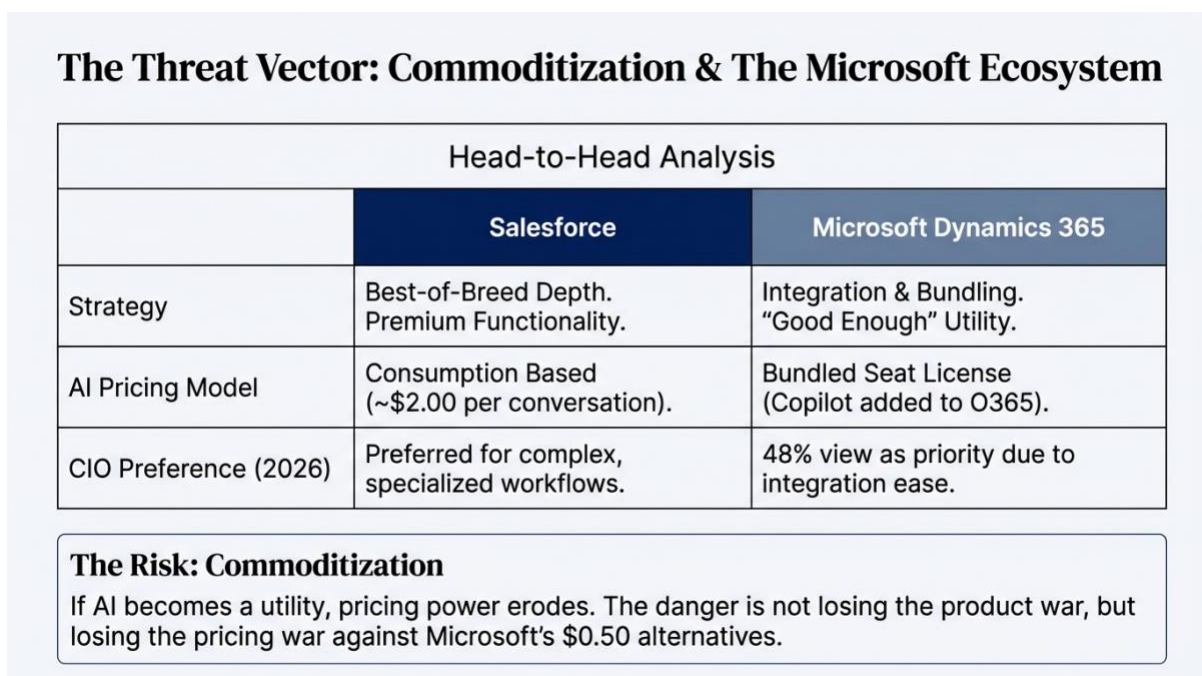 The Threat Vector: Commoditization & The Microsoft Ecosystem
Head-to-Head Analysis
Salesforce
Microsoft Dynamics 365
Strategy
Best-of-Breed Depth.
Premium Functionality.
Integration & Bundling.
“Good Enough” Utility.
AI Pricing Model
Consumption Based
(~$2.00 per conversation).
Bundled Seat License
(Copilot added to O365).
CIO Preference (2026)
Preferred for complex,
specialized workflows.
48% view as priority due to
integration ease.
The Risk: Commoditization
If AI becomes a utility, pricing power erodes. The danger is not losing the product war, but
losing the pricing war against Microsoft’s $0.50 alternatives.